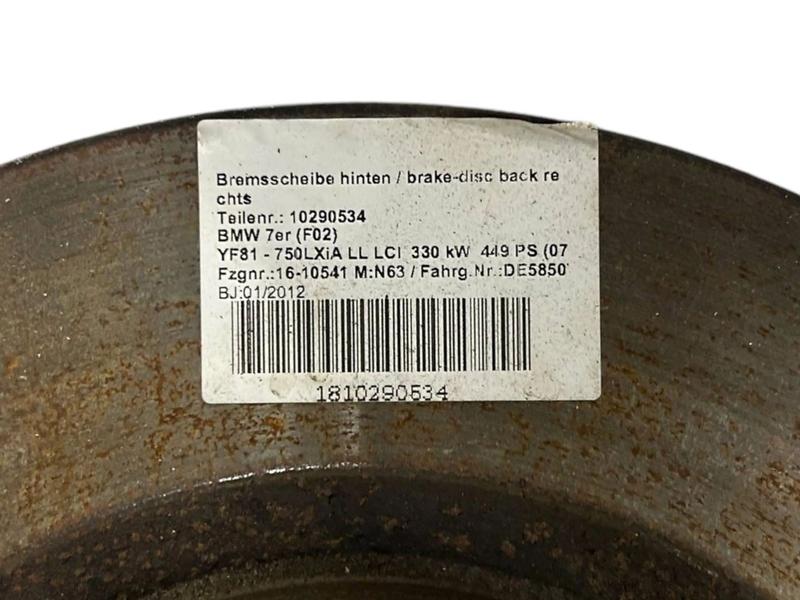 Bremsscheibe hinten / brake-disc back re
chts
Teilenr.: 10290534
BMW 7er (F02)
YF81 - 750LXiA LL LCI 330 kW 449 PS (07
Fzgnr.:16-10541 M:N63 / Fahrg.Nr.:DE5850
BJ:01/2012
1810290534